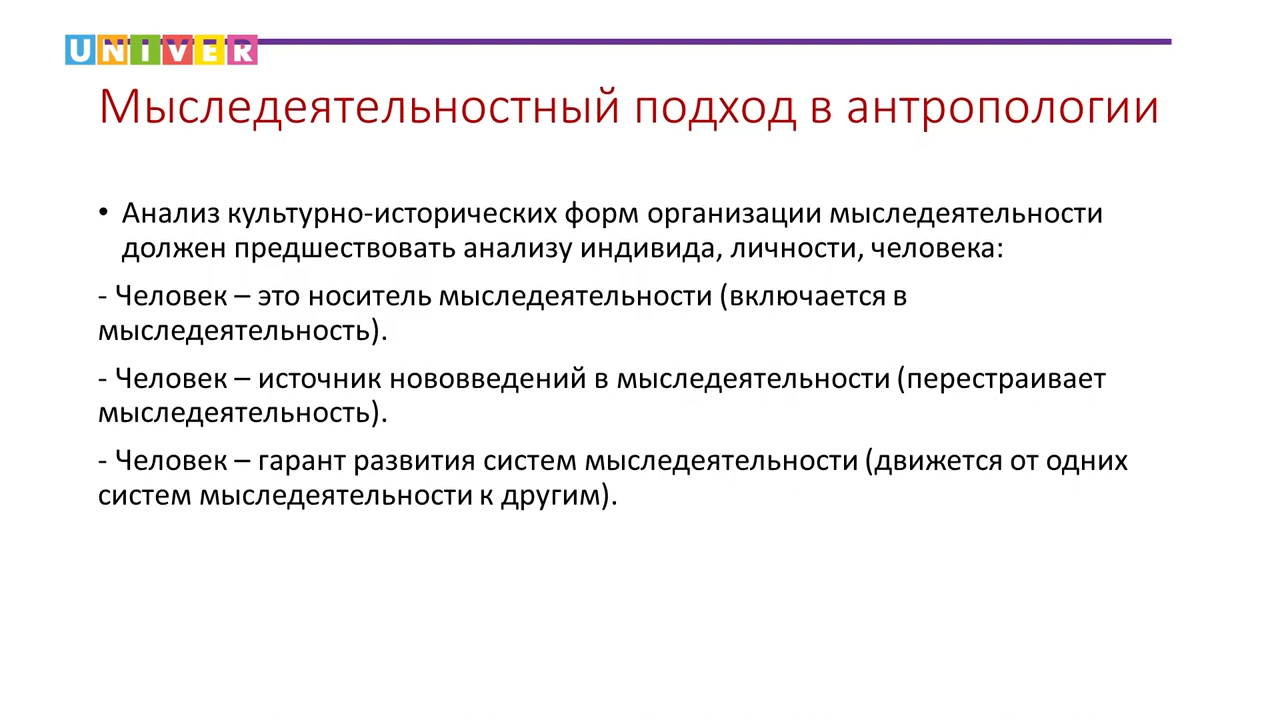 UNIVER
Мыследеятельностный подход в антропологии
• Анализ культурно-исторических форм организации мыследеятельности
должен предшествовать анализу индивида, личности, человека:
- Человек – это носитель мыследеятельности (включается в
мыследеятельность).
- Человек – источник нововведений в мыследеятельности (перестраивает
мыследеятельность).
- Человек – гарант развития систем мыследеятельности (движется от одних
систем мыследеятельности к другим).